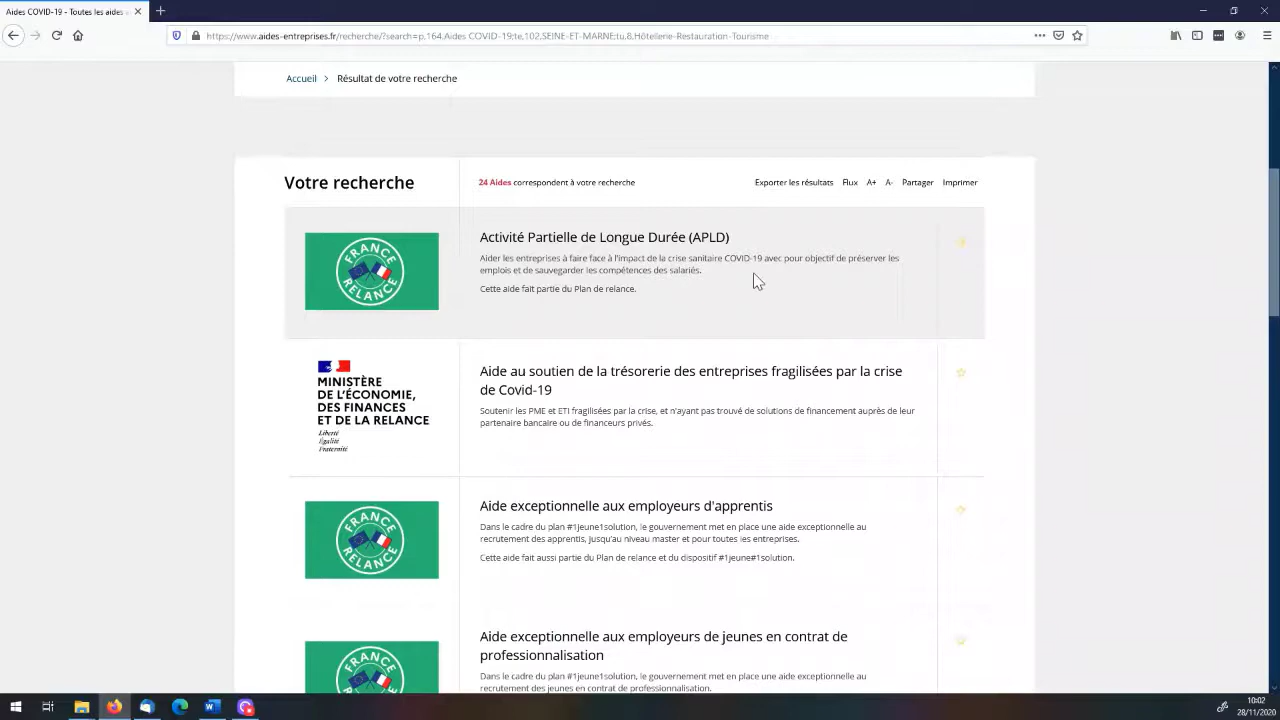 Aides COVID-19 - Toutes les aides
https://www.aides-entreprises.fr/recherche/?search=p,164,Aides COVID-19;te,102,SEINE-ET-MARNE;tu,8,Hôtellerie-Restauration-Tourisme
Accueil > Résultat de votre recherche
Votre recherche
24 Aides correspondent à votre recherche
Exporter les résultats Flux A+ A- Partager Imprimer
FRANCE
RELANCE
Activité Partielle de Longue Durée (APLD)
Aider les entreprises à faire face à l'impact de la crise sanitaire COVID-19 avec pour objectif de préserver les
emplois et de sauvegarder les compétences des salariés.
Cette aide fait partie du Plan de relance.
MINISTÈRE
DE L'ÉCONOMIE,
DES FINANCES
ET DE LA RELANCE
Liberté
Égalité
Fraternité
Aide au soutien de la trésorerie des entreprises fragilisées par la crise
de Covid-19
Soutenir les PME et ETI fragilisées par la crise, et n'ayant pas trouvé de solutions de financement auprès de leur
partenaire bancaire ou de financeurs privés.
FRANCE
RELANCE
Aide exceptionnelle aux employeurs d'apprentis
Dans le cadre du plan #1jeune1solution, le gouvernement met en place une aide exceptionnelle au
recrutement des apprentis, jusqu'au niveau master et pour toutes les entreprises.
Cette aide fait aussi partie du Plan de relance et du dispositif #1jeune#1solution.
FRANCE
Aide exceptionnelle aux employeurs de jeunes en contrat de
professionnalisation
Dans le cadre du plan #1jeune1solution, le gouvernement met en place une aide exceptionnelle au
recrutement des jeunes en contrat de professionnalisation.
10:02
28/11/2020